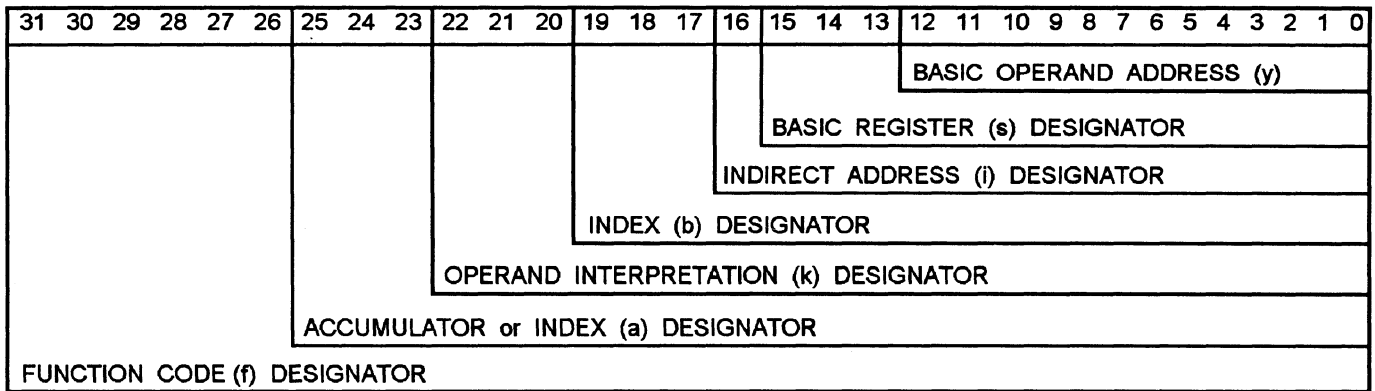 31 30 29 28 27 26 25 24 23 22 21 20 19 18 17 16 15 14 13 12 11 10 9 8 7 6 5 4 3 2 1 0
BASIC OPERAND ADDRESS (y)
BASIC REGISTER (s) DESIGNATOR
INDIRECT ADDRESS (i) DESIGNATOR
INDEX (b) DESIGNATOR
OPERAND INTERPRETATION (k) DESIGNATOR
ACCUMULATOR or INDEX (a) DESIGNATOR
FUNCTION CODE (f) DESIGNATOR